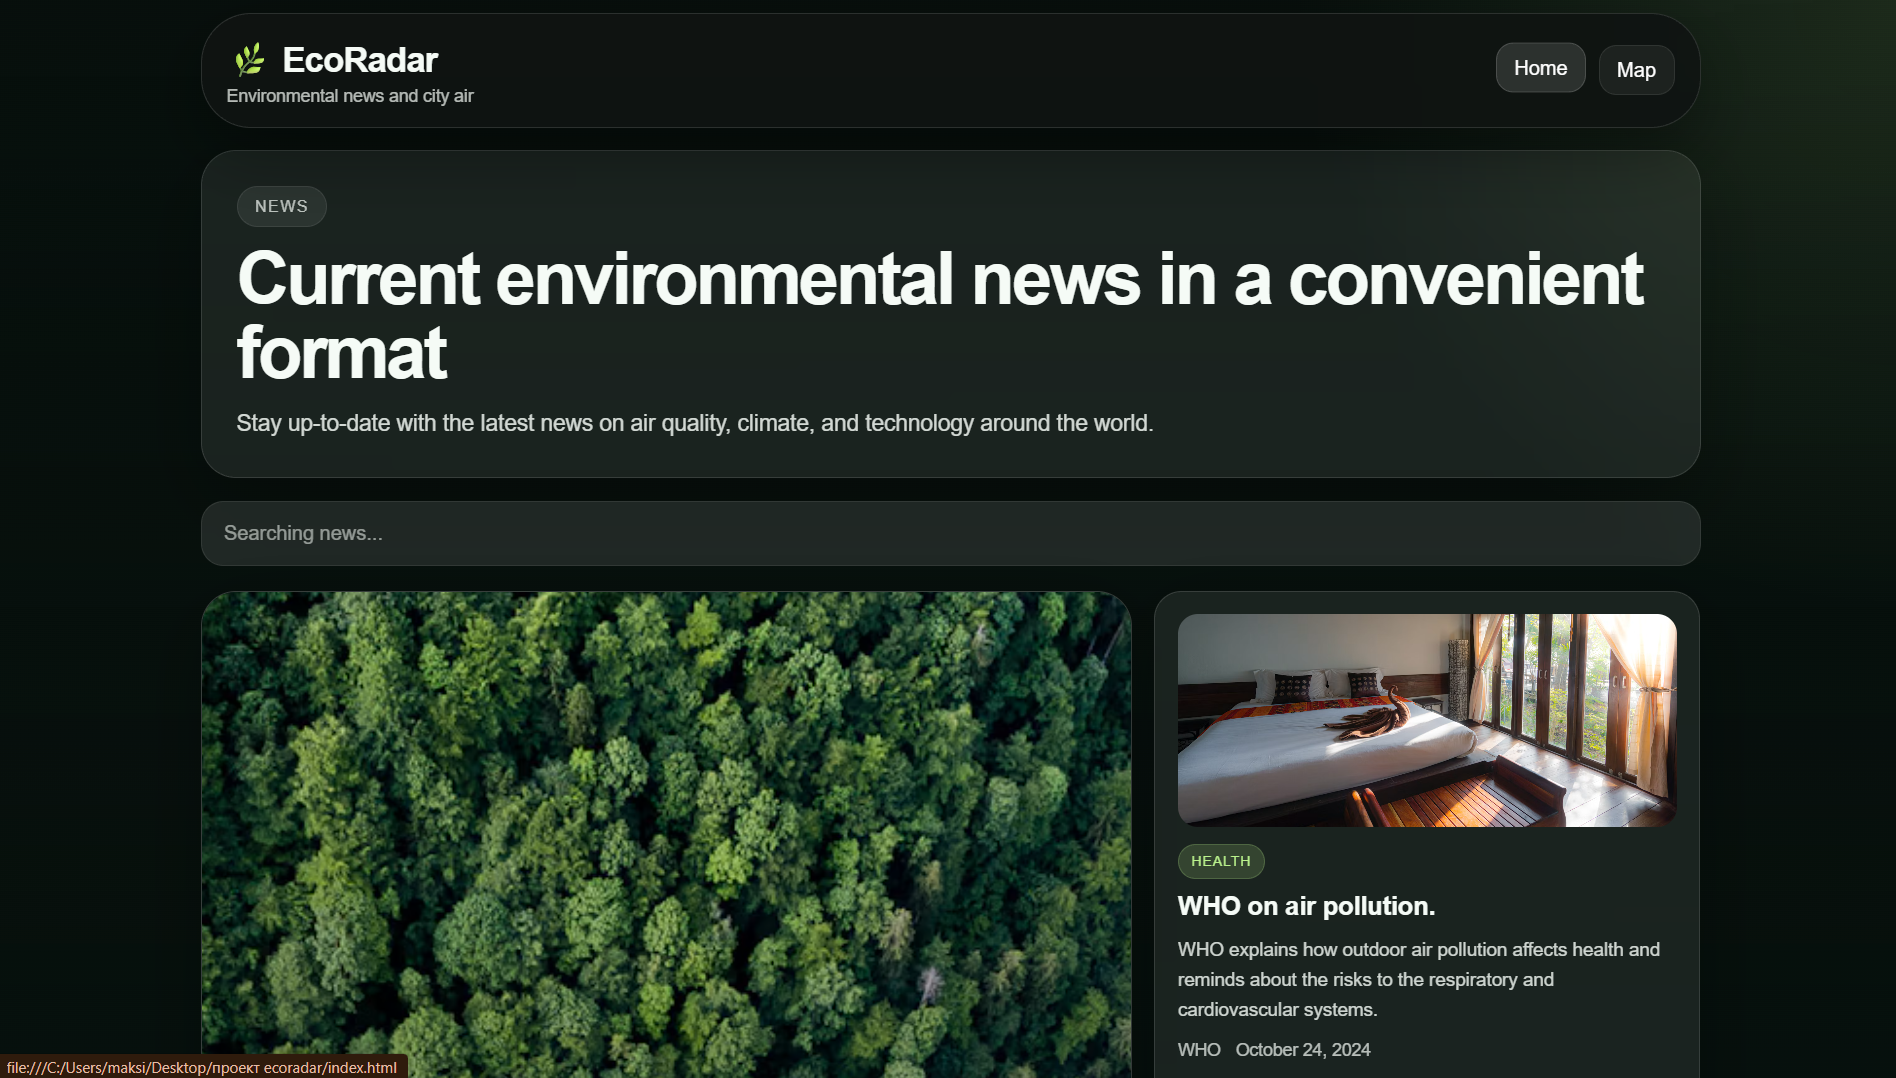 EcoRadar
Environmental news and city air
Home
Map
NEWS
Current environmental news in a convenient
format
Stay up-to-date with the latest news on air quality, climate, and technology around the world.
Searching news...
HEALTH
WHO on air pollution.
WHO explains how outdoor air pollution affects health and
reminds about the risks to the respiratory and
cardiovascular systems.
WHO October 24, 2024
file:///C:/Users/maksi/Desktop/проект ecoradar/index.html